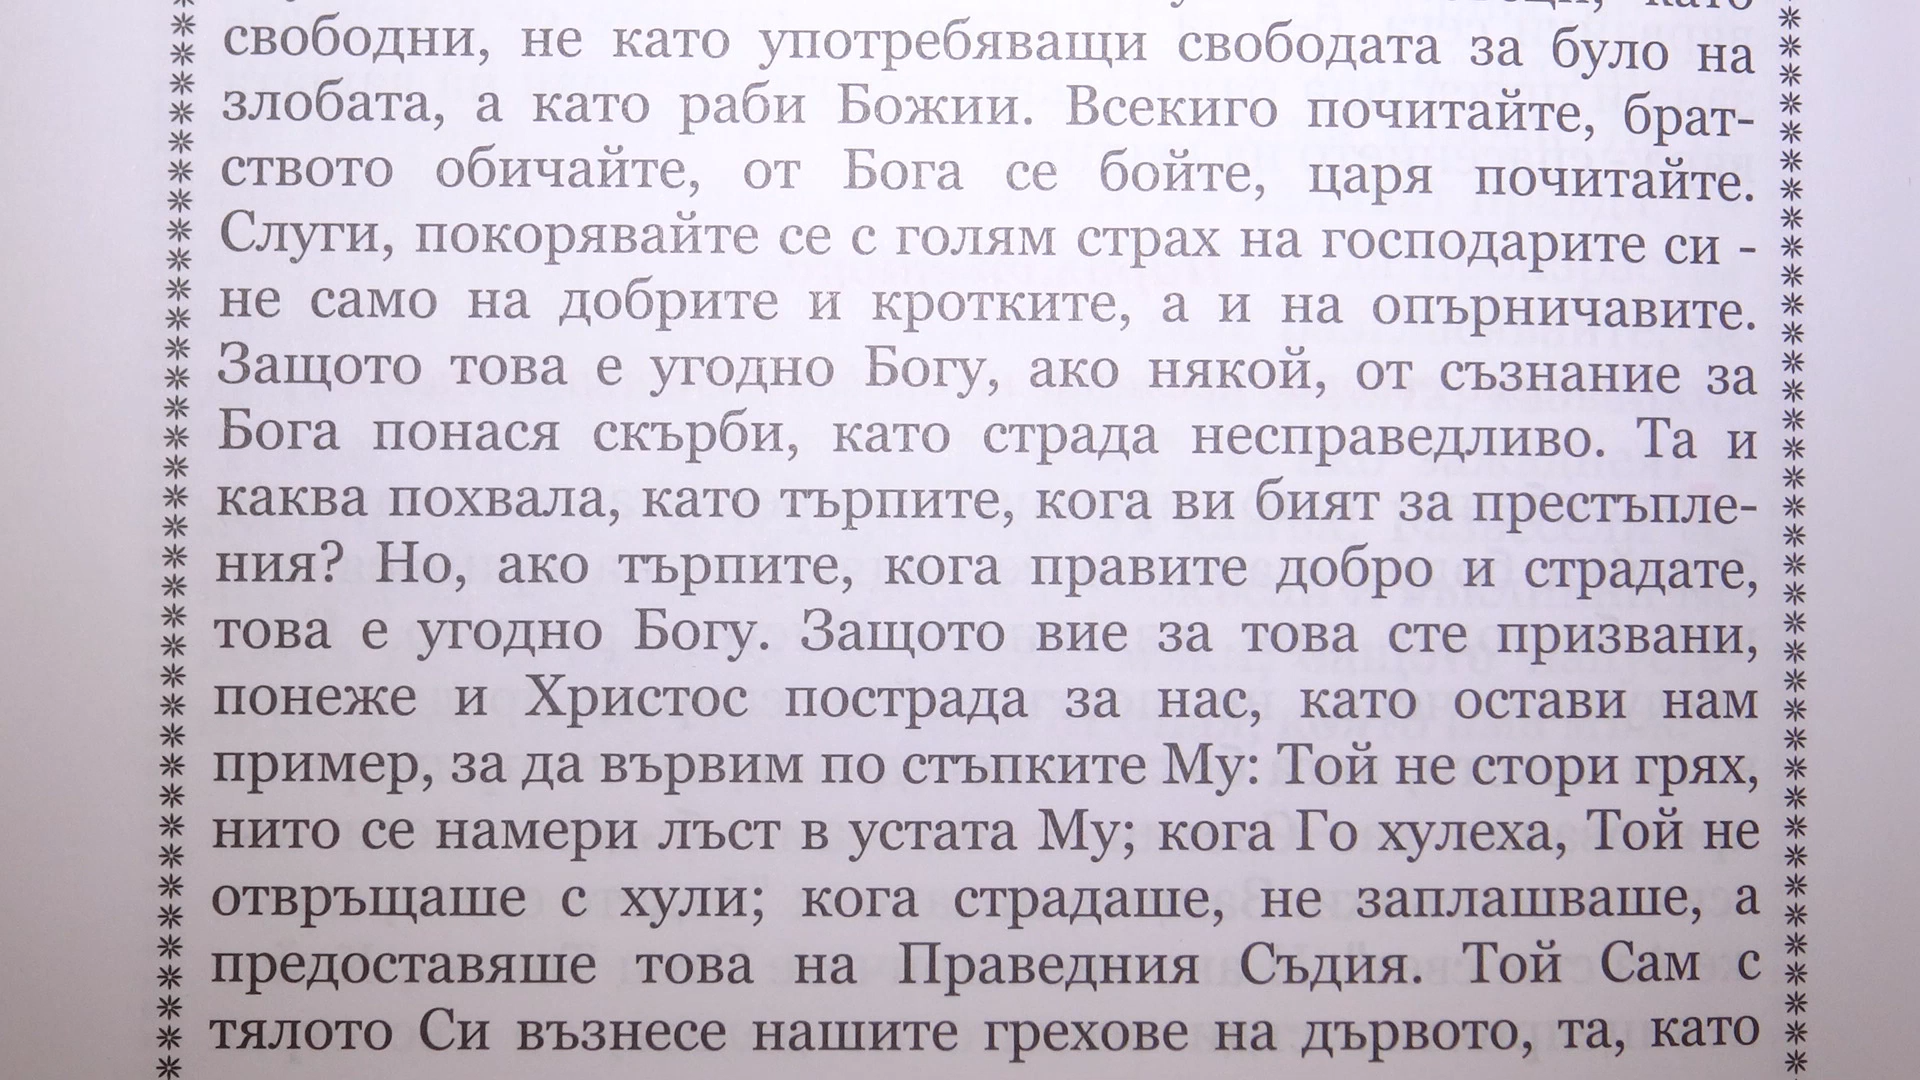 като
свободни, не като употребяващи свободата за було на
злобата, а като раби Божии. Всекиго почитайте, брат-
ството обичайте, от Бога се бойте, царя почитайте.
Слуги, покорявайте се с голям страх на господарите си -
не само на добрите и кротките, а и на опърничавите.
Защото това е угодно Богу, ако някой, от съзнание за
Бога понася скърби, като страда несправедливо. Та и
каква похвала, като търпите, кога ви бият за престъпле-
ния? Но, ако търпите, кога правите добро и страдате,
това е угодно Богу. Защото вие за това сте призвани,
понеже и Христос пострада за нас, като остави нам
пример, за да вървим по стъпките Му: Той не стори грях,
нито се намери лъст в устата Му; кога Го хулеха, Той не
отвръщаше с хули; кога страдаше, не заплашваше, а
предоставяше това на Праведния Съдия. Той Сам с
тялото Си възнесе нашите грехове на дървото, та, като